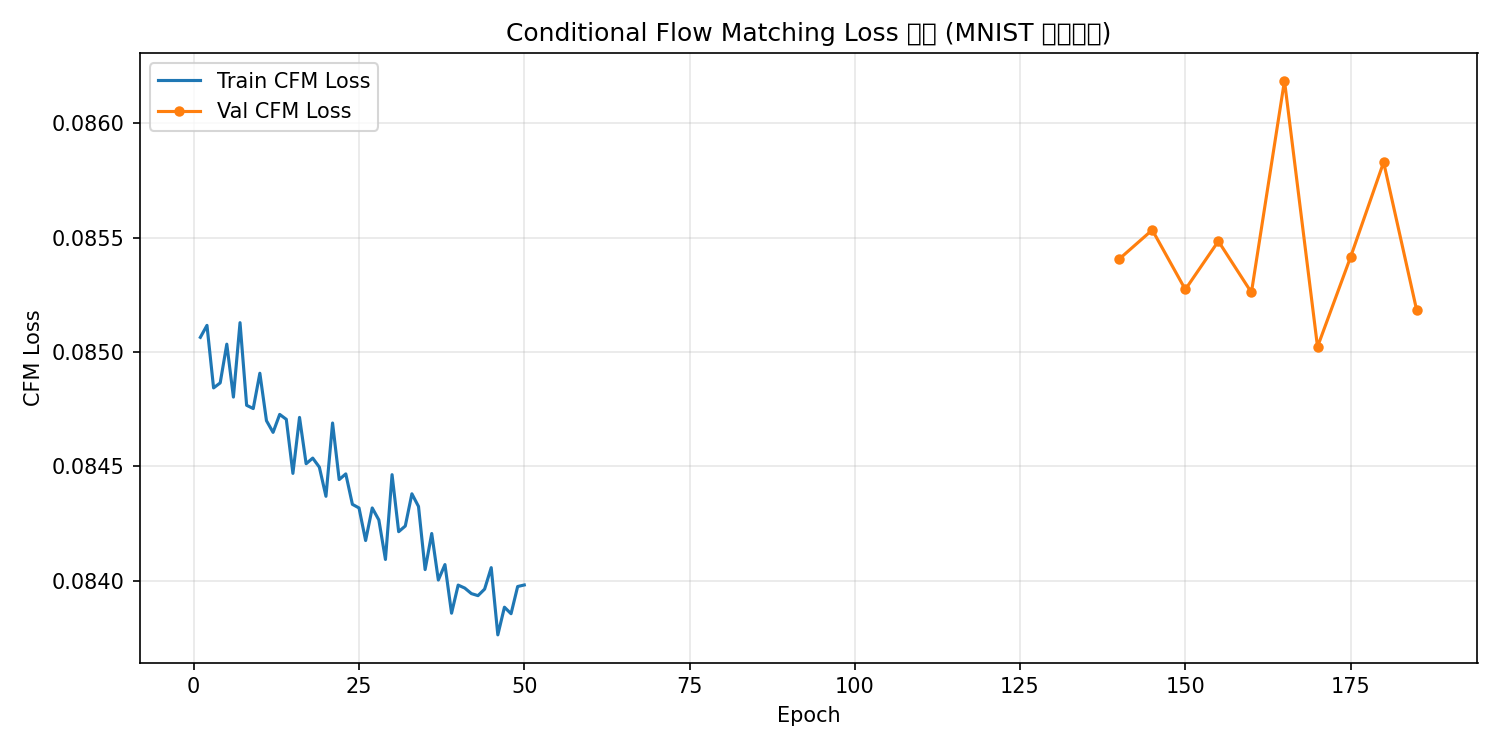 Conditional Flow Matching Loss (MNIST )
Train CFM Loss
Val CFM Loss
CFM Loss
0.0860
0.0855
0.0850
0.0845
0.0840
0 25 50 75 100 125 150 175
Epoch